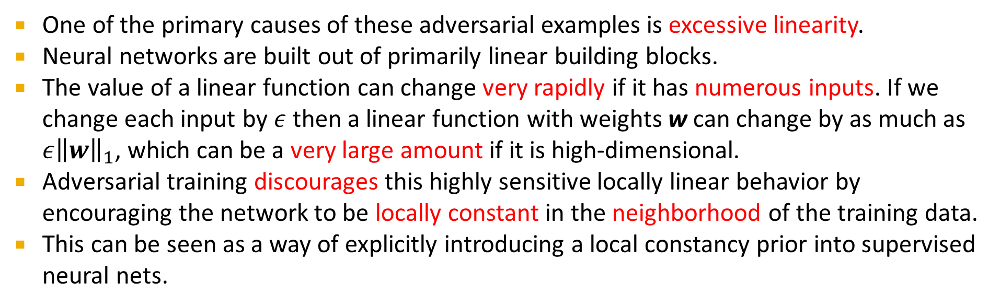 ▪ One of the primary causes of these adversarial examples is excessive linearity.
▪ Neural networks are built out of primarily linear building blocks.
▪ The value of a linear function can change very rapidly if it has numerous inputs. If we
change each input by ϵ then a linear function with weights w can change by as much as
ϵ‖w‖₁, which can be a very large amount if it is high-dimensional.
▪ Adversarial training discourages this highly sensitive locally linear behavior by
encouraging the network to be locally constant in the neighborhood of the training data.
▪ This can be seen as a way of explicitly introducing a local constancy prior into supervised
neural nets.